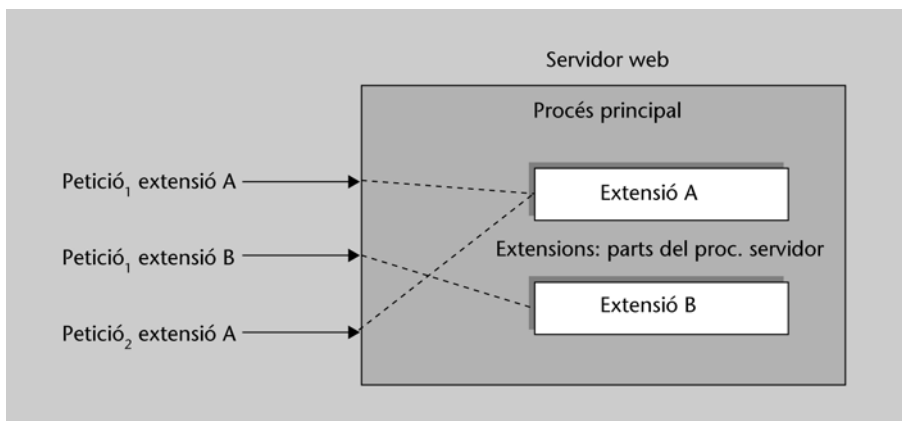 Servidor web
Procés principal
Petició₁ extensió A
Extensió A
Petició₁ extensió B
Extensions: parts del proc. servidor
Extensió B
Petició₂ extensió A